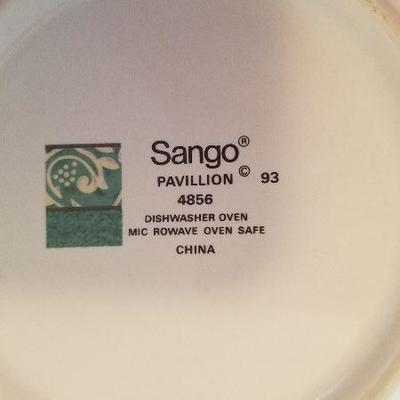 Sango®
PAVILLION © 93
4856
DISHWASHER OVEN
MIC ROWAVE OVEN SAFE
CHINA